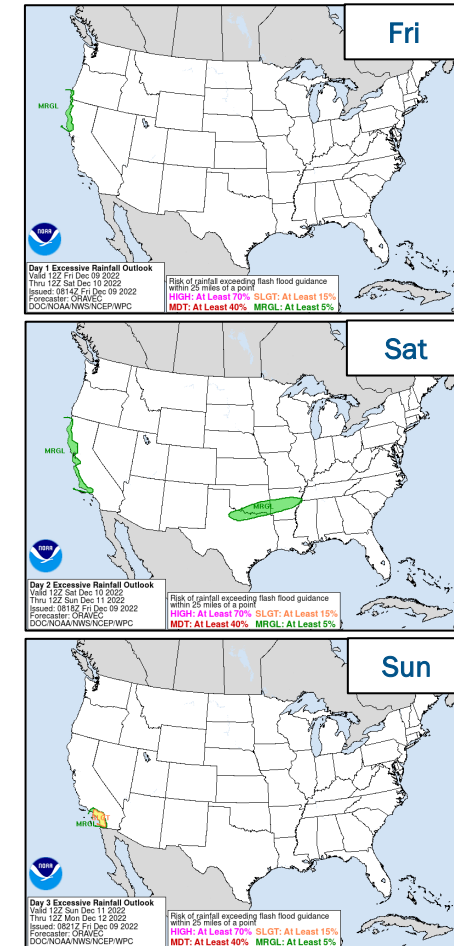 Fri
MRGL
NOAA
Day 1 Excessive Rainfall Outlook
Valid 12Z Fri Dec 09 2022
Thru 12Z Sat Dec 10 2022
Issued: 0814Z Fri Dec 09 2022
Forecaster: ORAVEC
DOC/NOAA/NWS/NCEP/WPC
Risk of rainfall exceeding flash flood guidance
within 25 miles of a point
HIGH: At Least 70% SLGT: At Least 15%
MDT: At Least 40% MRGL: At Least 5%
Sat
MRGL
MRGL
NOAA
Day 2 Excessive Rainfall Outlook
Valid 12Z Sat Dec 10 2022
Thru 12Z Sun Dec 11 2022
Issued: 0818Z Fri Dec 09 2022
Forecaster: ORAVEC
DOC/NOAA/NWS/NCEP/WPC
Risk of rainfall exceeding flash flood guidance
within 25 miles of a point
HIGH: At Least 70% SLGT: At Least 15%
MDT: At Least 40% MRGL: At Least 5%
Sun
SLGT
MRGL
NOAA
Day 3 Excessive Rainfall Outlook
Valid 12Z Sun Dec 11 2022
Thru 12Z Mon Dec 12 2022
Issued: 0821Z Fri Dec 09 2022
Forecaster: ORAVEC
DOC/NOAA/NWS/NCEP/WPC
Risk of rainfall exceeding flash flood guidance
within 25 miles of a point
HIGH: At Least 70% SLGT: At Least 15%
MDT: At Least 40% MRGL: At Least 5%